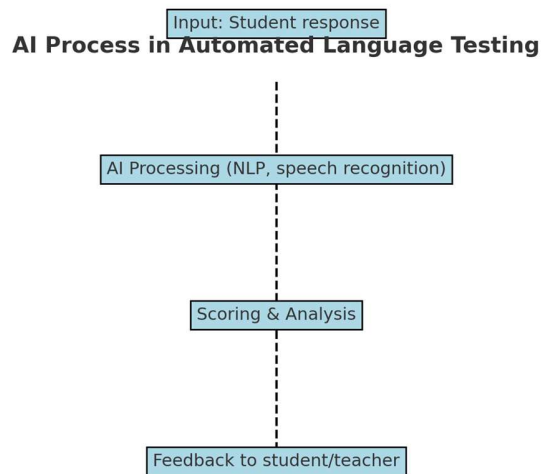 Input: Student response
AI Process in Automated Language Testing
AI Processing (NLP, speech recognition)
Scoring & Analysis
Feedback to student/teacher